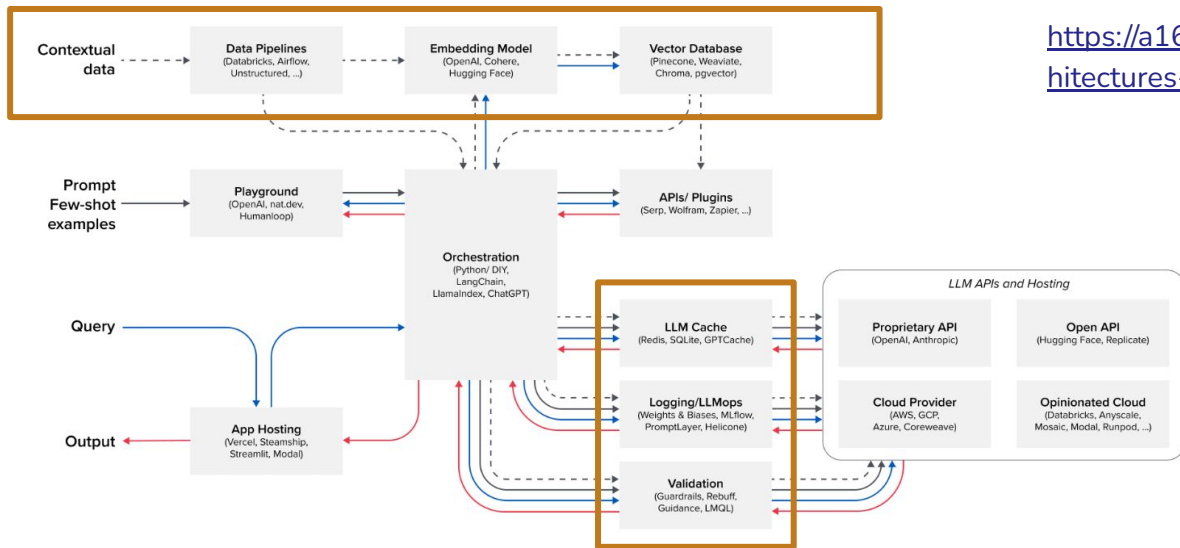 https://a16
hitectures-
Contextual
data
Data Pipelines
(Databricks, Airflow,
Unstructured, ...)
Embedding Model
(OpenAI, Cohere,
Hugging Face)
Vector Database
(Pinecone, Weaviate,
Chroma, pgvector)
Prompt
Few-shot
examples
Playground
(OpenAI, nat.dev,
Humanloop)
Orchestration
(Python/ DIY,
LangChain,
LlamaIndex, ChatGPT)
APIs/ Plugins
(Serp, Wolfram, Zapier, ...)
Query
LLM Cache
(Redis, SQLite, GPTCache)
Logging/LLMops
(Weights & Biases, MLflow,
PromptLayer, Helicone)
Validation
(Guardrails, Rebuff,
Guidance, LMQL)
LLM APIs and Hosting
Proprietary API
(OpenAI, Anthropic)
Open API
(Hugging Face, Replicate)
Cloud Provider
(AWS, GCP,
Azure, Coreweave)
Opinionated Cloud
(Databricks, Anyscale,
Mosaic, Modal, Runpod, ...)
Output
App Hosting
(Vercel, Steamship,
Streamlit, Modal)